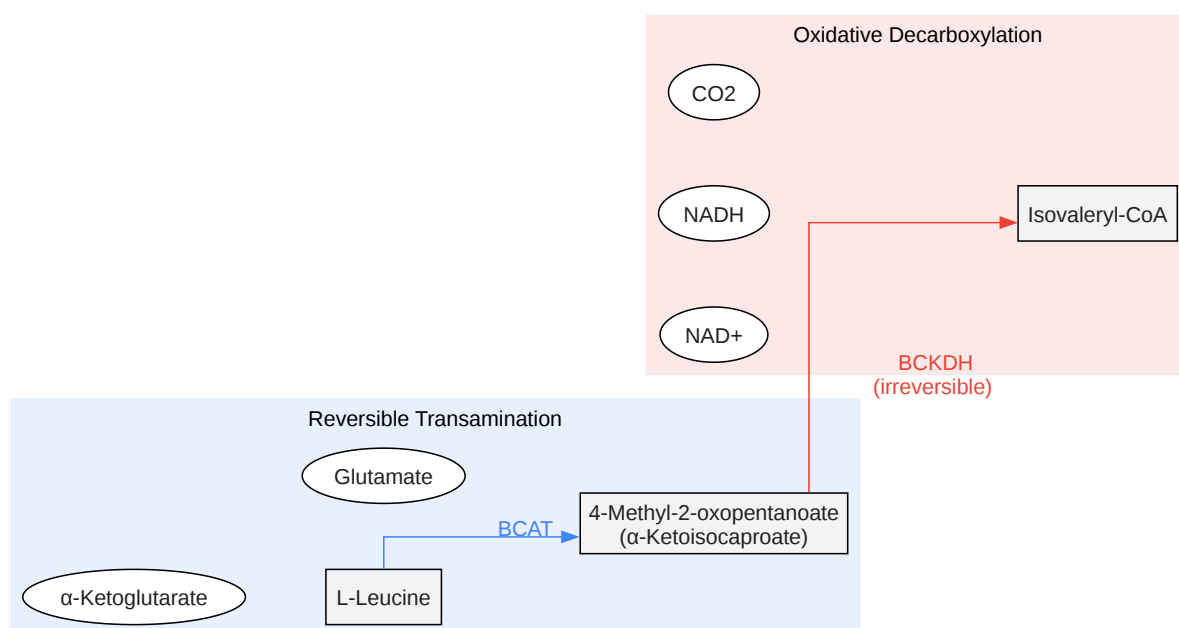 Oxidative Decarboxylation
CO2
NADH
Isovaleryl-CoA
NAD+
BCKDH
(irreversible)
Reversible Transamination
Glutamate
4-Methyl-2-oxopentanoate
(α-Ketoisocaproate)
BCAT
α-Ketoglutarate
L-Leucine